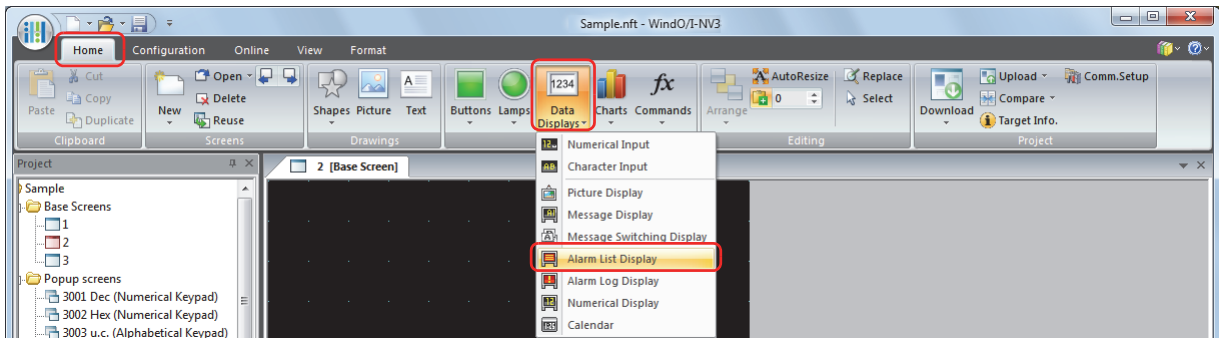 Sample.nft - WindO/I-NV3
Home Configuration Online View Format
Paste
Cut
Copy
Duplicate
Clipboard
New
Open
Delete
Reuse
Screens
Shapes Picture Text
Drawings
Buttons Lamps
1234
Data
Displays
Charts
fx
Commands
Arrange
AutoResize
0
Replace
Select
Editing
Download
Upload
Compare
Target Info.
Comm.Setup
Project
Project
Sample
Base Screens
1
2
3
Popup screens
3001 Dec (Numerical Keypad)
3002 Hex (Numerical Keypad)
3003 u.c. (Alphabetical Keypad)
2 [Base Screen]
Numerical Input
Character Input
Picture Display
Message Display
Message Switching Display
Alarm List Display
Alarm Log Display
Numerical Display
Calendar